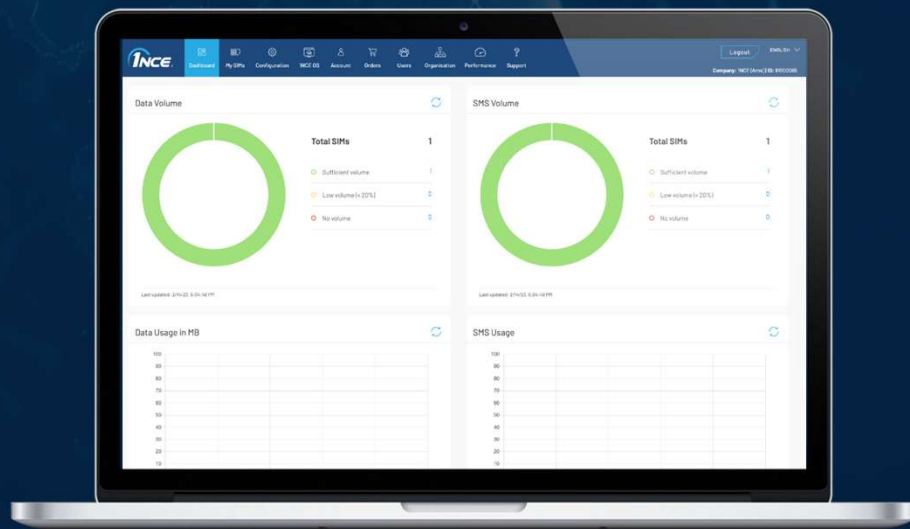 1NCE
Dashboard My SIMs Configuration 1NCE OS Account Orders Users Organisation Performance Support
Logout ENGLISH
Data Volume
Total SIMs 1
Sufficient volume 1
Low volume (< 20%) 0
No volume 0
SMS Volume
Total SIMs 1
Sufficient volume 1
Low volume (< 20%) 0
No volume 0
Data Usage in MB
100
90
80
70
60
50
40
30
20
10
SMS Usage
100
90
80
70
60
50
40
30
20
10